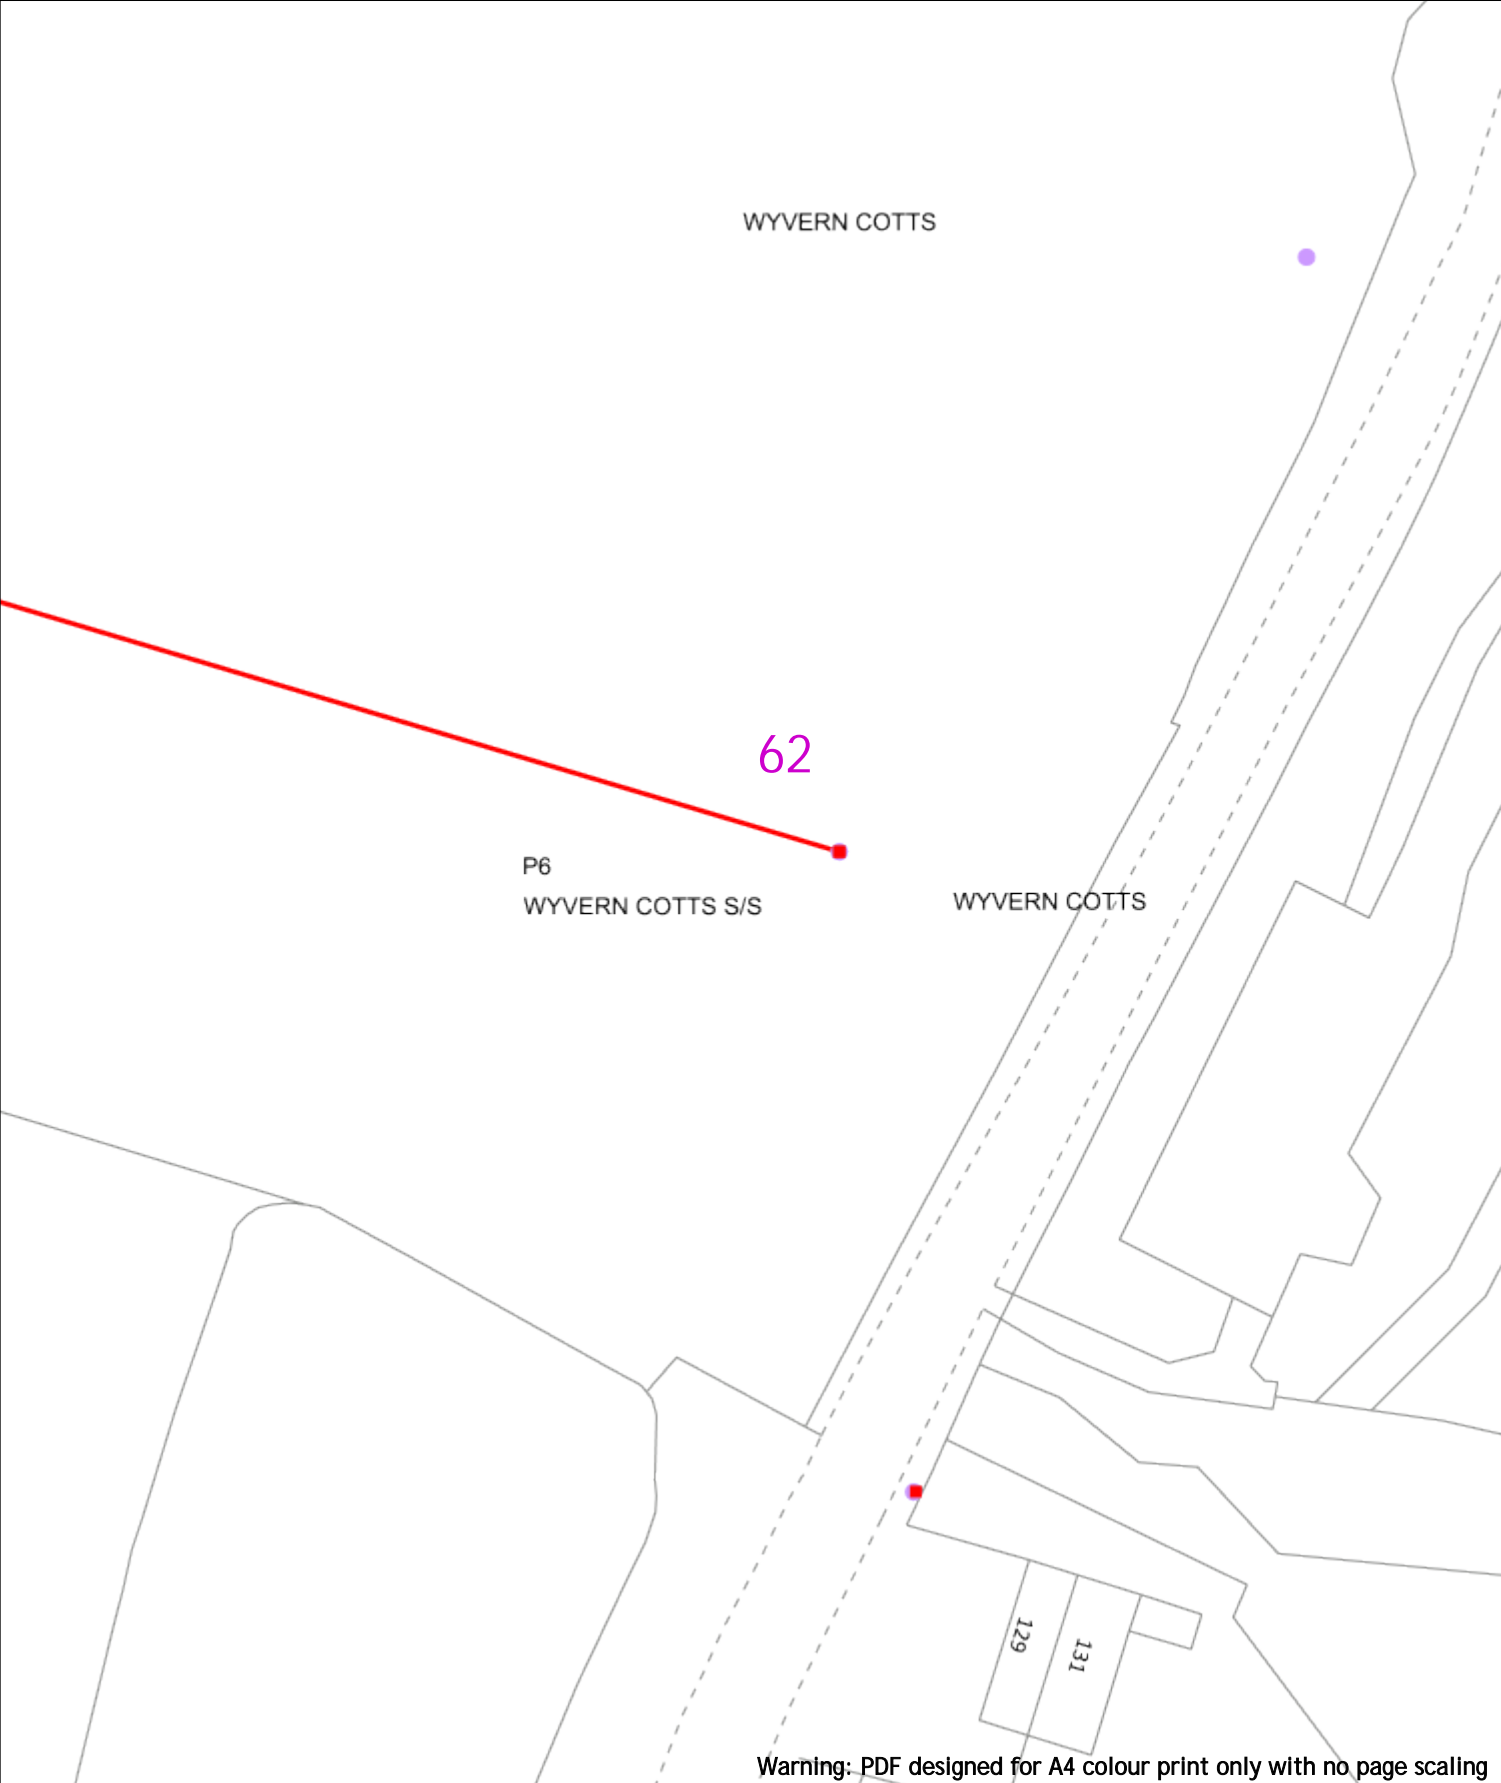 WYVERN COTTS
62
P6
WYVERN COTTS S/S
WYVERN COTTS
129
131
Warning: PDF designed for A4 colour print only with no page scaling